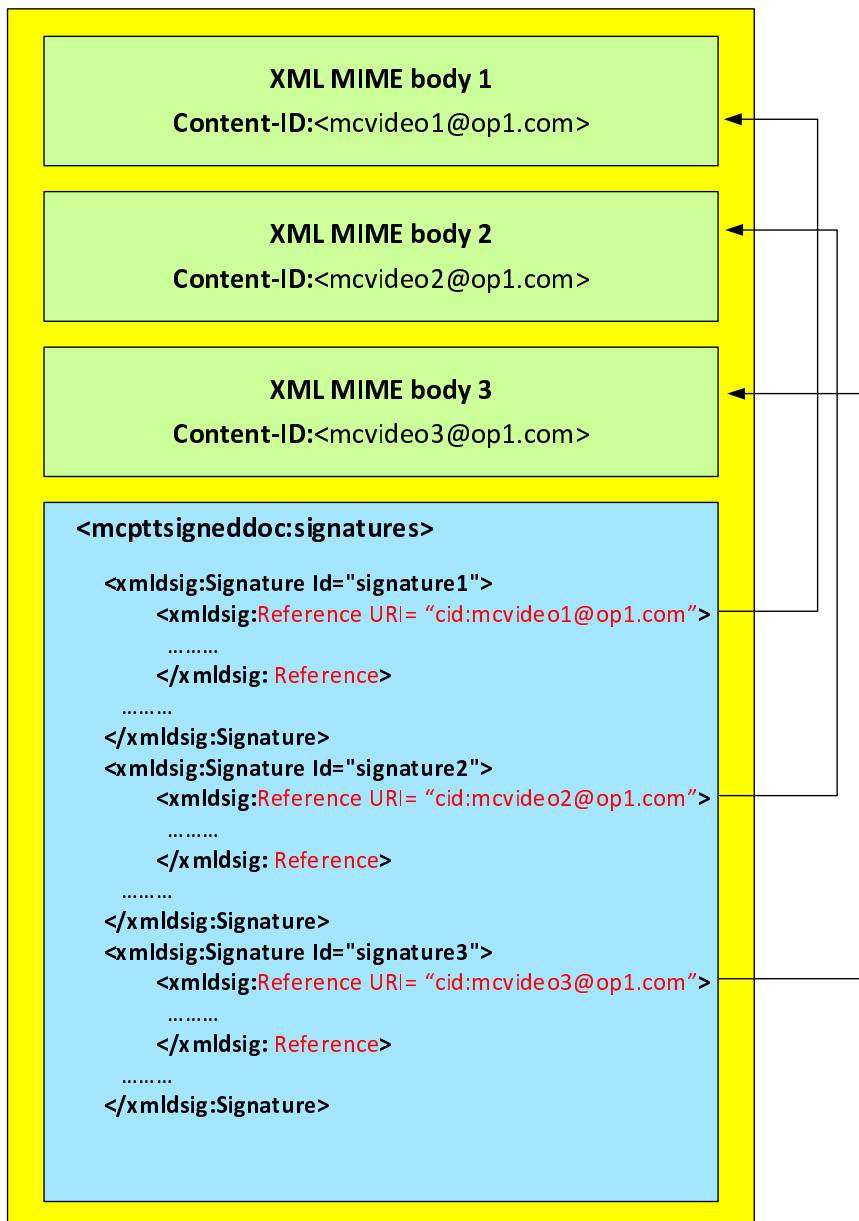 XML MIME body 1
Content-ID:<mcvideo1@op1.com>
XML MIME body 2
Content-ID:<mcvideo2@op1.com>
XML MIME body 3
Content-ID:<mcvideo3@op1.com>
<mcpttsigneddoc:signatures>
<xmldsig:Signature Id="signature1">
<xmldsig:Reference URI= “cid:mcvideo1@op1.com”>
.........
</xmldsig: Reference>
.........
</xmldsig:Signature>
<xmldsig:Signature Id="signature2">
<xmldsig:Reference URI= “cid:mcvideo2@op1.com”>
.........
</xmldsig: Reference>
.........
</xmldsig:Signature>
<xmldsig:Signature Id="signature3">
<xmldsig:Reference URI= “cid:mcvideo3@op1.com”>
.........
</xmldsig: Reference>
.........
</xmldsig:Signature>